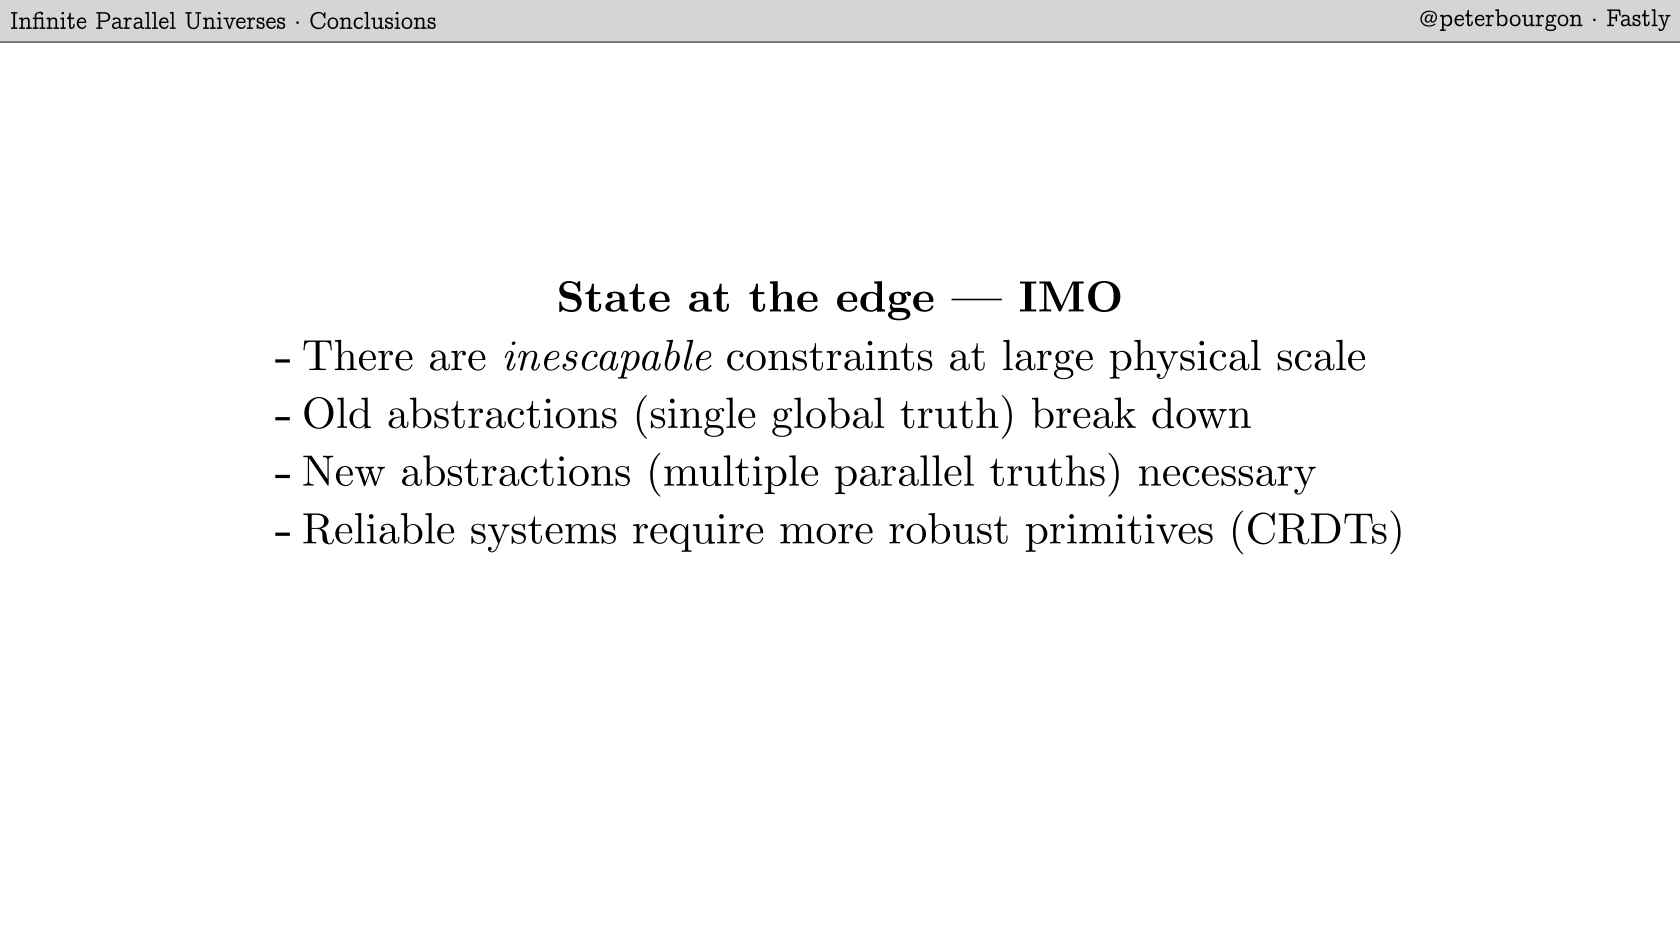 Infinite Parallel Universes · Conclusions
@peterbourgon · Fastly
State at the edge — IMO
- There are inescapable constraints at large physical scale
- Old abstractions (single global truth) break down
- New abstractions (multiple parallel truths) necessary
- Reliable systems require more robust primitives (CRDTs)